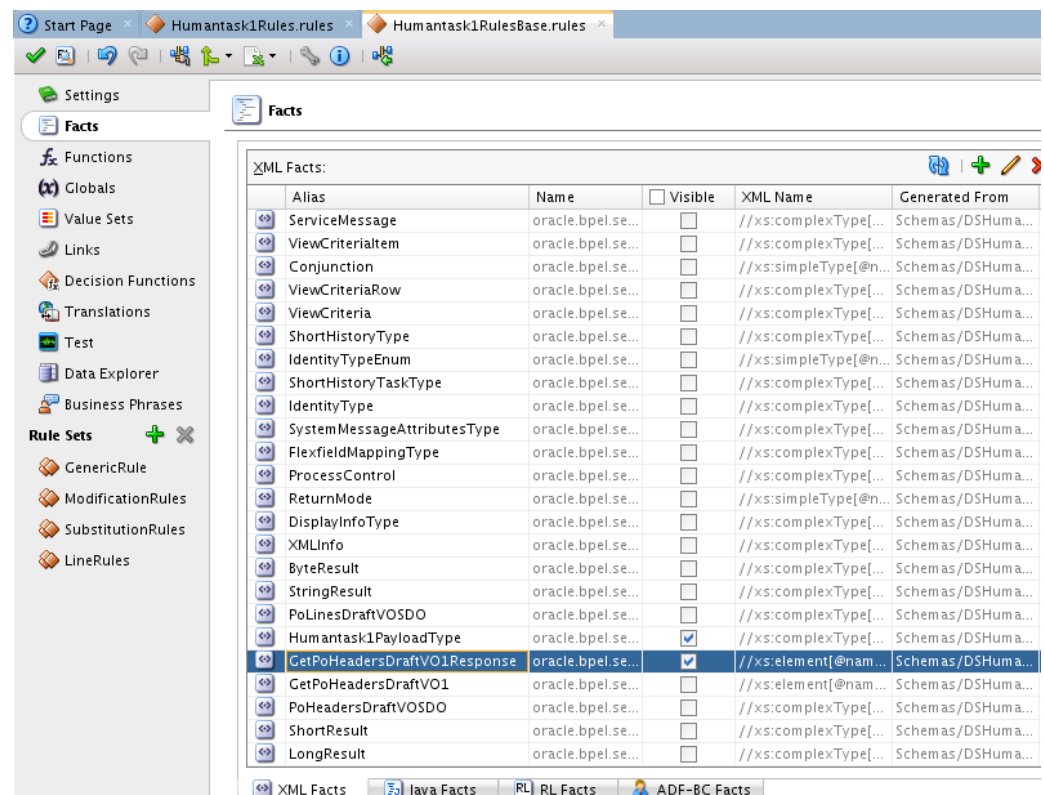 Start Page Humantask1Rules.rules Humantask1RulesBase.rules
Settings
Facts
Functions
Globals
Value Sets
Links
Decision Functions
Translations
Test
Data Explorer
Business Phrases
Rule Sets
GenericRule
ModificationRules
SubstitutionRules
LineRules
Facts
XML Facts:
Alias Name Visible XML Name Generated From
ServiceMessage oracle.bpel.se... //xs:complexType[... Schemas/DSHuma...
ViewCriteriaItem oracle.bpel.se... //xs:complexType[... Schemas/DSHuma...
Conjunction oracle.bpel.se... //xs:simpleType[@n... Schemas/DSHuma...
ViewCriteriaRow oracle.bpel.se... //xs:complexType[... Schemas/DSHuma...
ViewCriteria oracle.bpel.se... //xs:complexType[... Schemas/DSHuma...
ShortHistoryType oracle.bpel.se... //xs:complexType[... Schemas/DSHuma...
IdentityTypeEnum oracle.bpel.se... //xs:simpleType[@n... Schemas/DSHuma...
ShortHistoryTaskType oracle.bpel.se... //xs:complexType[... Schemas/DSHuma...
IdentityType oracle.bpel.se... //xs:complexType[... Schemas/DSHuma...
SystemMessageAttributesType oracle.bpel.se... //xs:complexType[... Schemas/DSHuma...
FlexfieldMappingType oracle.bpel.se... //xs:complexType[... Schemas/DSHuma...
ProcessControl oracle.bpel.se... //xs:complexType[... Schemas/DSHuma...
ReturnMode oracle.bpel.se... //xs:simpleType[@n... Schemas/DSHuma...
DisplayInfoType oracle.bpel.se... //xs:complexType[... Schemas/DSHuma...
XMLInfo oracle.bpel.se... //xs:complexType[... Schemas/DSHuma...
ByteResult oracle.bpel.se... //xs:complexType[... Schemas/DSHuma...
StringResult oracle.bpel.se... //xs:complexType[... Schemas/DSHuma...
PoLinesDraftVOSDO oracle.bpel.se... //xs:complexType[... Schemas/DSHuma...
Humantask1PayloadType oracle.bpel.se... //xs:complexType[... Schemas/DSHuma...
GetPoHeadersDraftVO1Response oracle.bpel.se... //xs:element[@nam... Schemas/DSHuma...
GetPoHeadersDraftVO1 oracle.bpel.se... //xs:element[@nam... Schemas/DSHuma...
PoHeadersDraftVOSDO oracle.bpel.se... //xs:complexType[... Schemas/DSHuma...
ShortResult oracle.bpel.se... //xs:complexType[... Schemas/DSHuma...
LongResult oracle.bpel.se... //xs:complexType[... Schemas/DSHuma...
XML Facts Java Facts RL RL Facts ADF-BC Facts